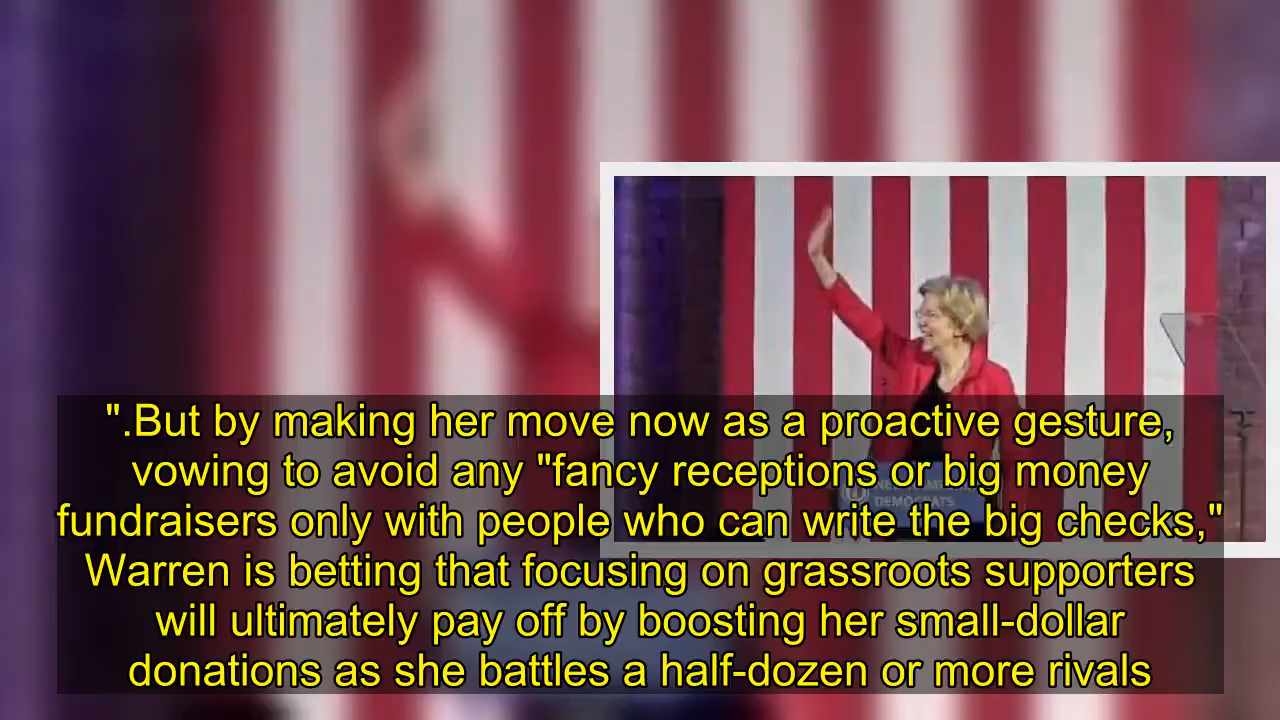 ".But by making her move now as a proactive gesture,
vowing to avoid any "fancy receptions or big money
fundraisers only with people who can write the big checks,"
Warren is betting that focusing on grassroots supporters
will ultimately pay off by boosting her small-dollar
donations as she battles a half-dozen or more rivals
DEMOCRATS